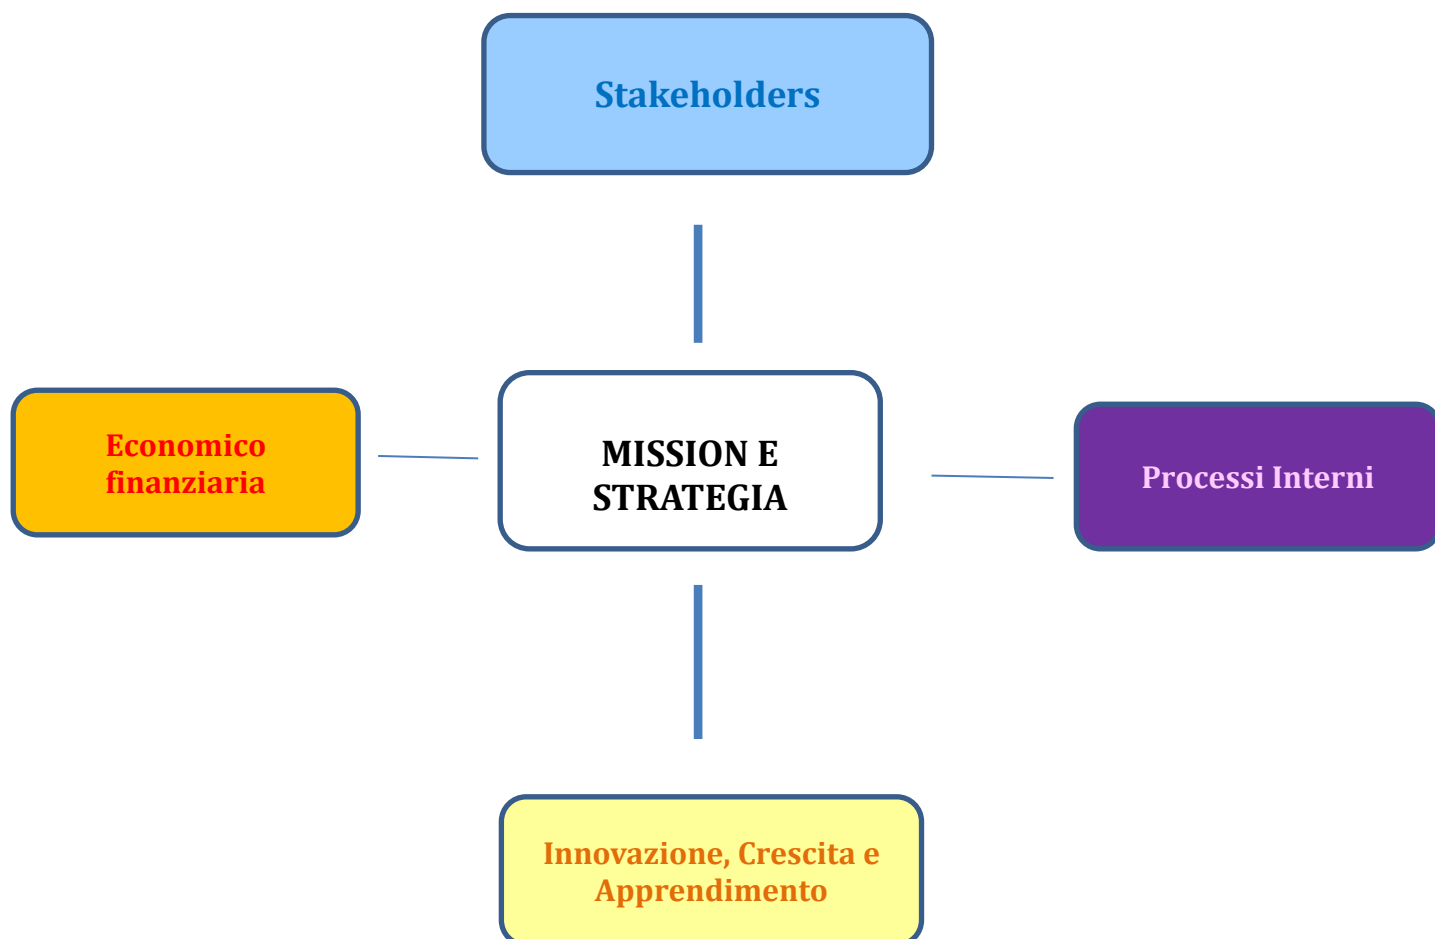 Stakeholders
Economico
finanziaria
MISSION E
STRATEGIA
Processi Interni
Innovazione, Crescita e
Apprendimento